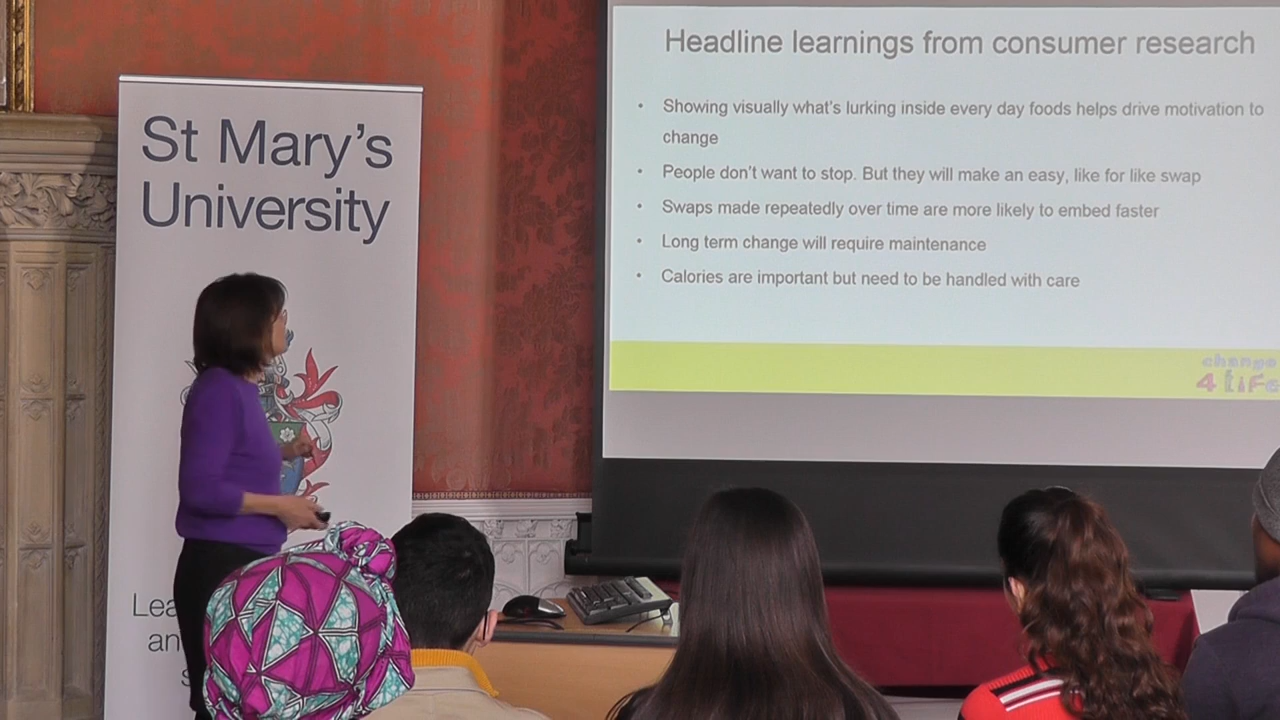 St Mary's
University
Headline learnings from consumer research
• Showing visually what's lurking inside every day foods helps drive motivation to
change
• People don't want to stop. But they will make an easy, like for like swap
• Swaps made repeatedly over time are more likely to embed faster
• Long term change will require maintenance
• Calories are important but need to be handled with care
change
4 LiFe